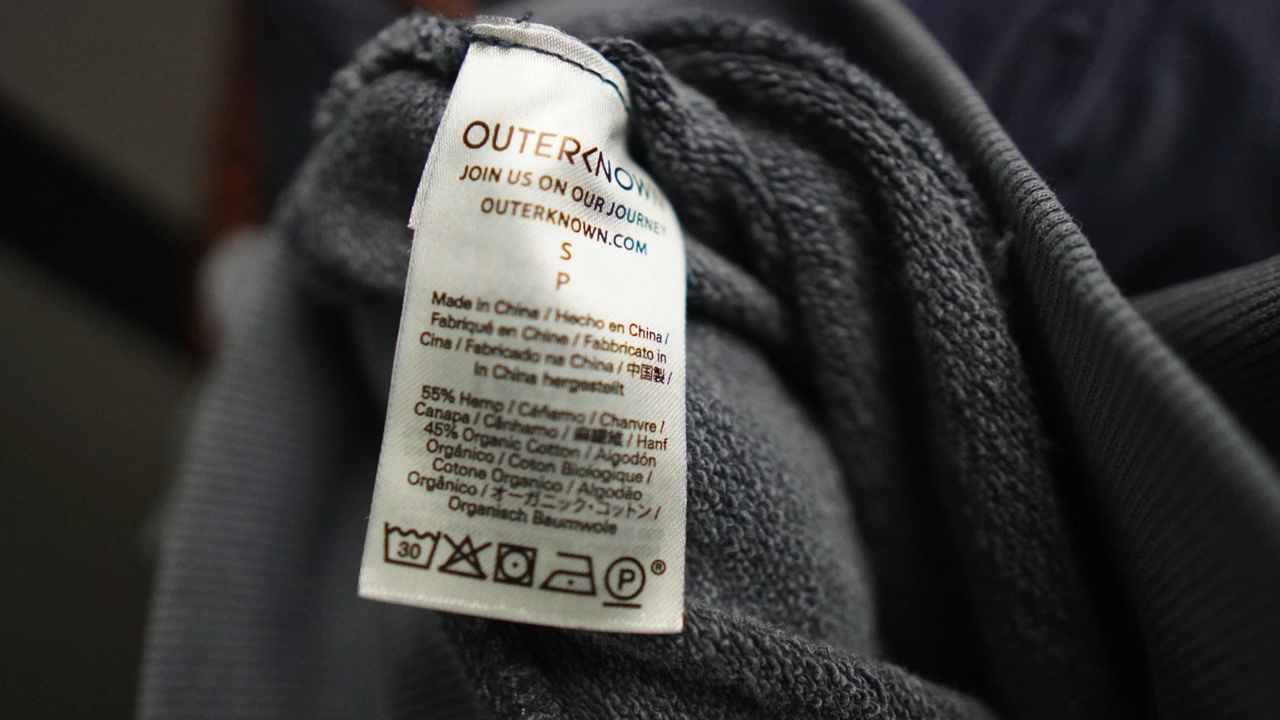 OUTERKNOWN
JOIN US ON OUR JOURNEY
OUTERKNOWN.COM
S
P
Made in China / Hecho en China /
Fabriqué en Chine / Fabbricato in
Cina / Fabricado na China / 中国製 /
In China hergestellt
55% Hemp / Cáñamo / Chanvre /
Canapa / Cânhamo / 麻繊維 / Hanf
45% Organic Cotton / Algodón
Orgánico / Coton Biologique /
Cotone Organico / Algodão
Orgânico / オーガニック・コットン /
Organisch Baumwole
30
P ®